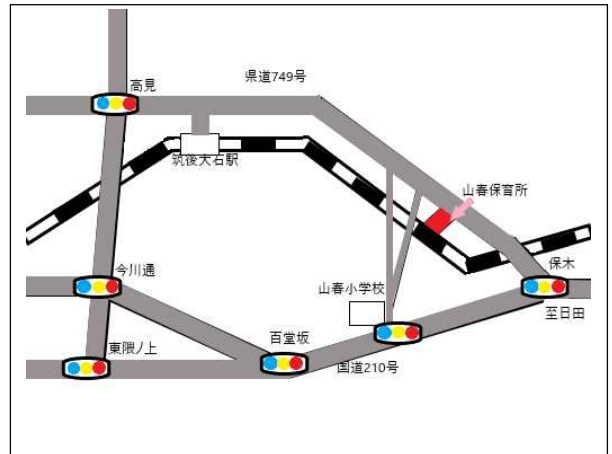 県道749号
高見
筑後大石駅
山春保育所
今川通
保木
山春小学校
至日田
百堂坂
東隈ノ上
国道210号